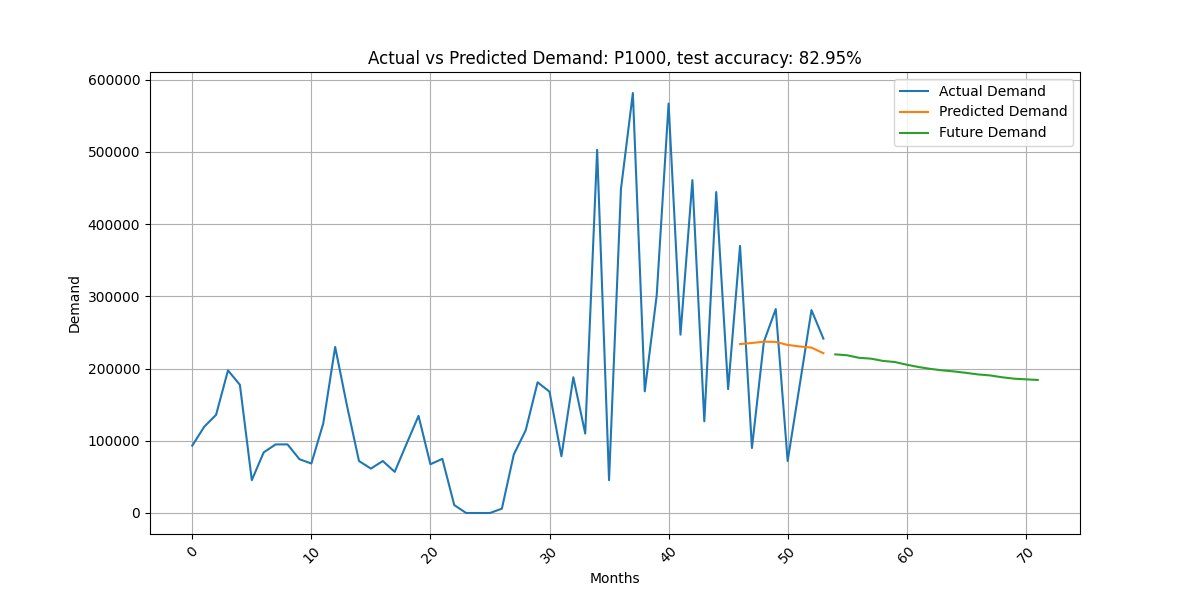 Actual vs Predicted Demand: P1000, test accuracy: 82.95%
600000
500000
400000
300000
200000
100000
0
Demand
Actual Demand
Predicted Demand
Future Demand
0 10 20 30 40 50 60 70
Months